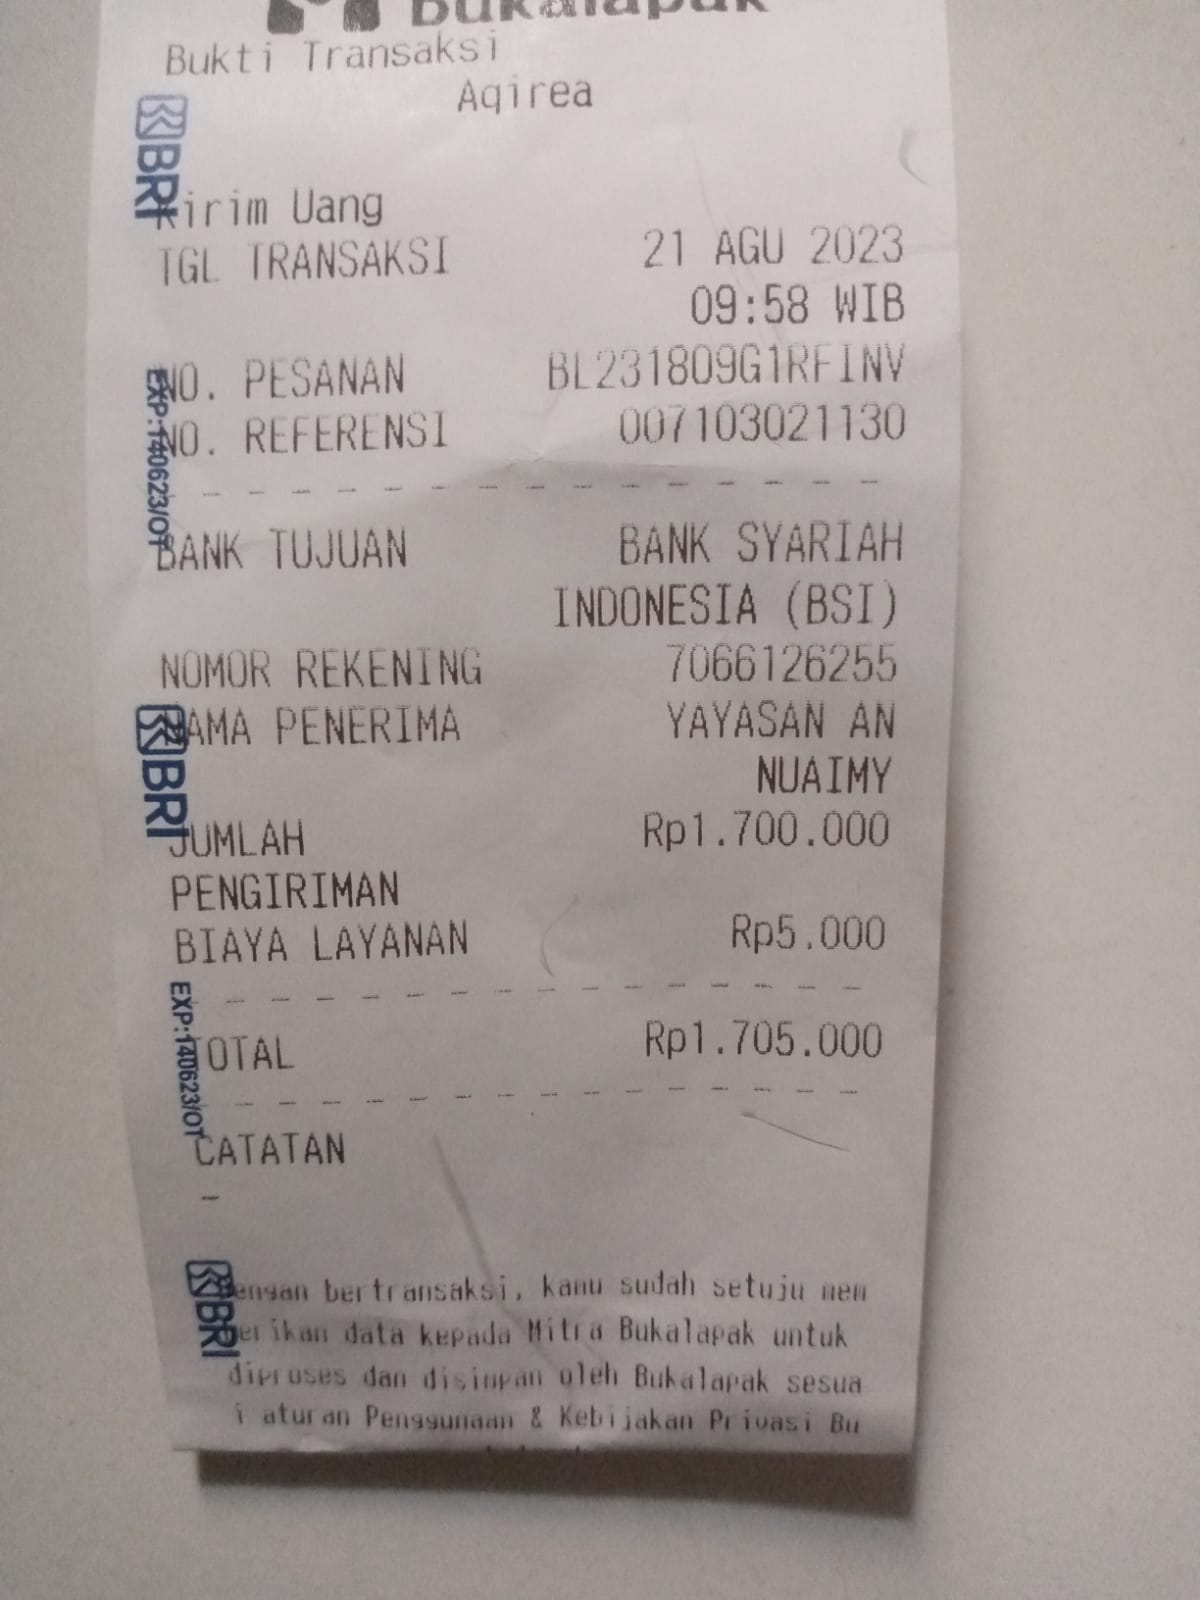 Bukalapak
Bukti Transaksi
Aqirea
BRI
Kirim Uang
TGL TRANSAKSI 21 AGU 2023
09:58 WIB
NO. PESANAN BL231809G1RFINV
NO. REFERENSI 007103021130
EXP:140623/OT
BANK TUJUAN BANK SYARIAH
INDONESIA (BSI)
NOMOR REKENING 7066126255
NAMA PENERIMA YAYASAN AN
NUAIMY
BRI
JUMLAH Rp1.700.000
PENGIRIMAN
BIAYA LAYANAN Rp5.000
EXP:140623/OT
TOTAL Rp1.705.000
CATATAN
-
BRI
Dengan bertransaksi, kamu sudah setuju mem
berikan data kepada Mitra Bukalapak untuk
diproses dan disimpan oleh Bukalapak sesua
i aturan Penggunaan & Kebijakan Privasi Bu